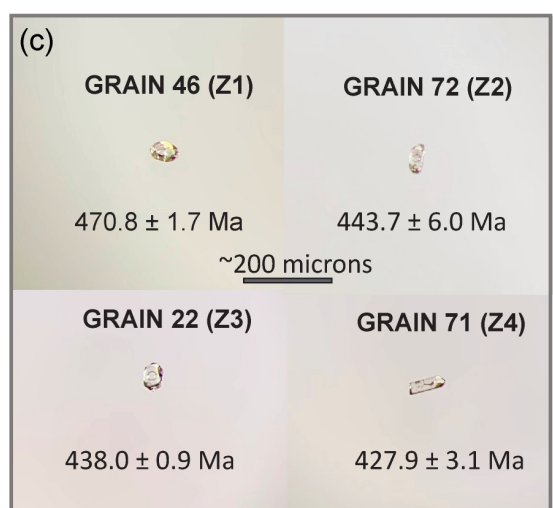 (c)
GRAIN 46 (Z1)
470.8 ± 1.7 Ma
GRAIN 72 (Z2)
443.7 ± 6.0 Ma
~200 microns
GRAIN 22 (Z3)
438.0 ± 0.9 Ma
GRAIN 71 (Z4)
427.9 ± 3.1 Ma